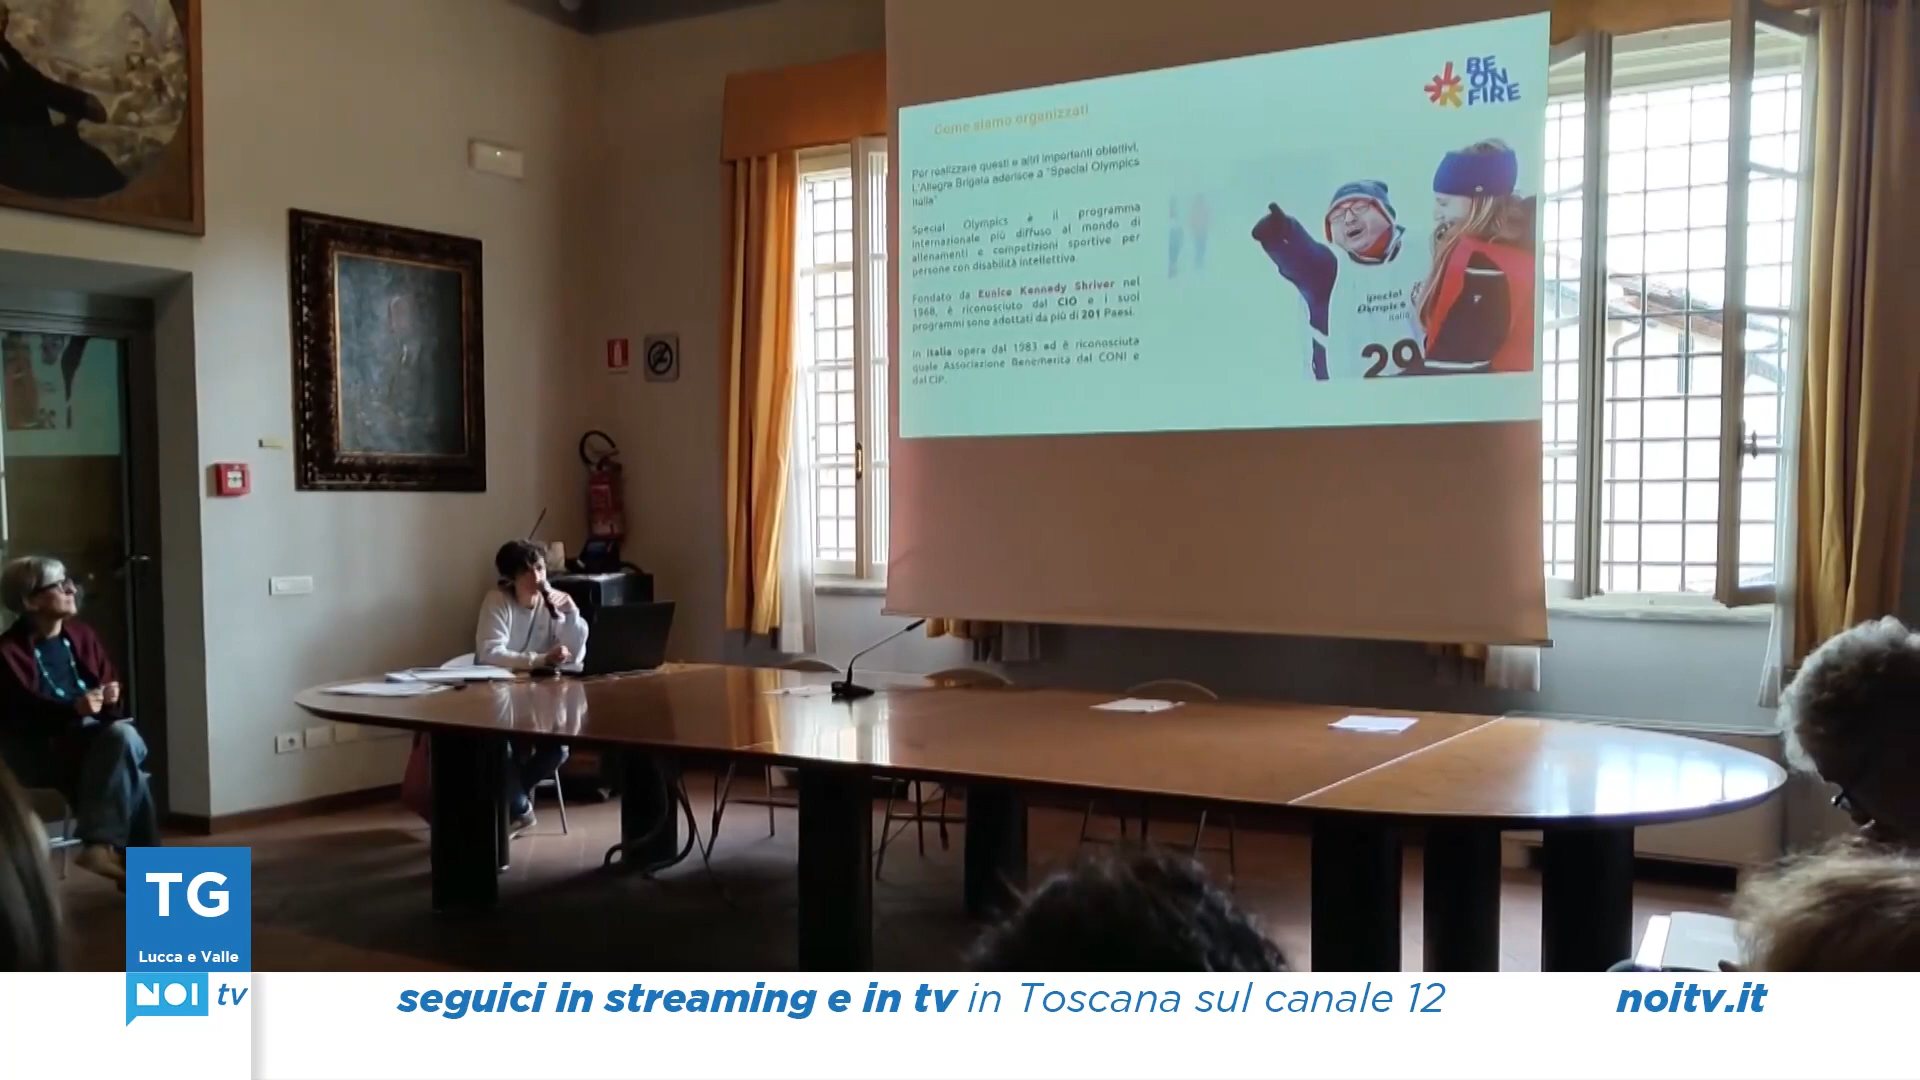 BE
ON
FIRE
Come siamo organizzati
Per realizzare questi e altri importanti obiettivi,
L'Allegra Brigata aderisce a "Special Olympics
Italia"
Special Olympics è il programma
internazionale più diffuso al mondo di
allenamenti e competizioni sportive per
persone con disabilità intellettiva.
Fondato da Eunice Kennedy Shriver nel
1968, è riconosciuto dal CIO e i suoi
programmi sono adottati da più di 201 Paesi.
In Italia opera dal 1983 ed è riconosciuta
quale Associazione Benemerita dal CONI e
dal CIP.
Special
Olympics
Italia
29
TG
Lucca e Valle
NOI tv
seguici in streaming e in tv in Toscana sul canale 12
noitv.it